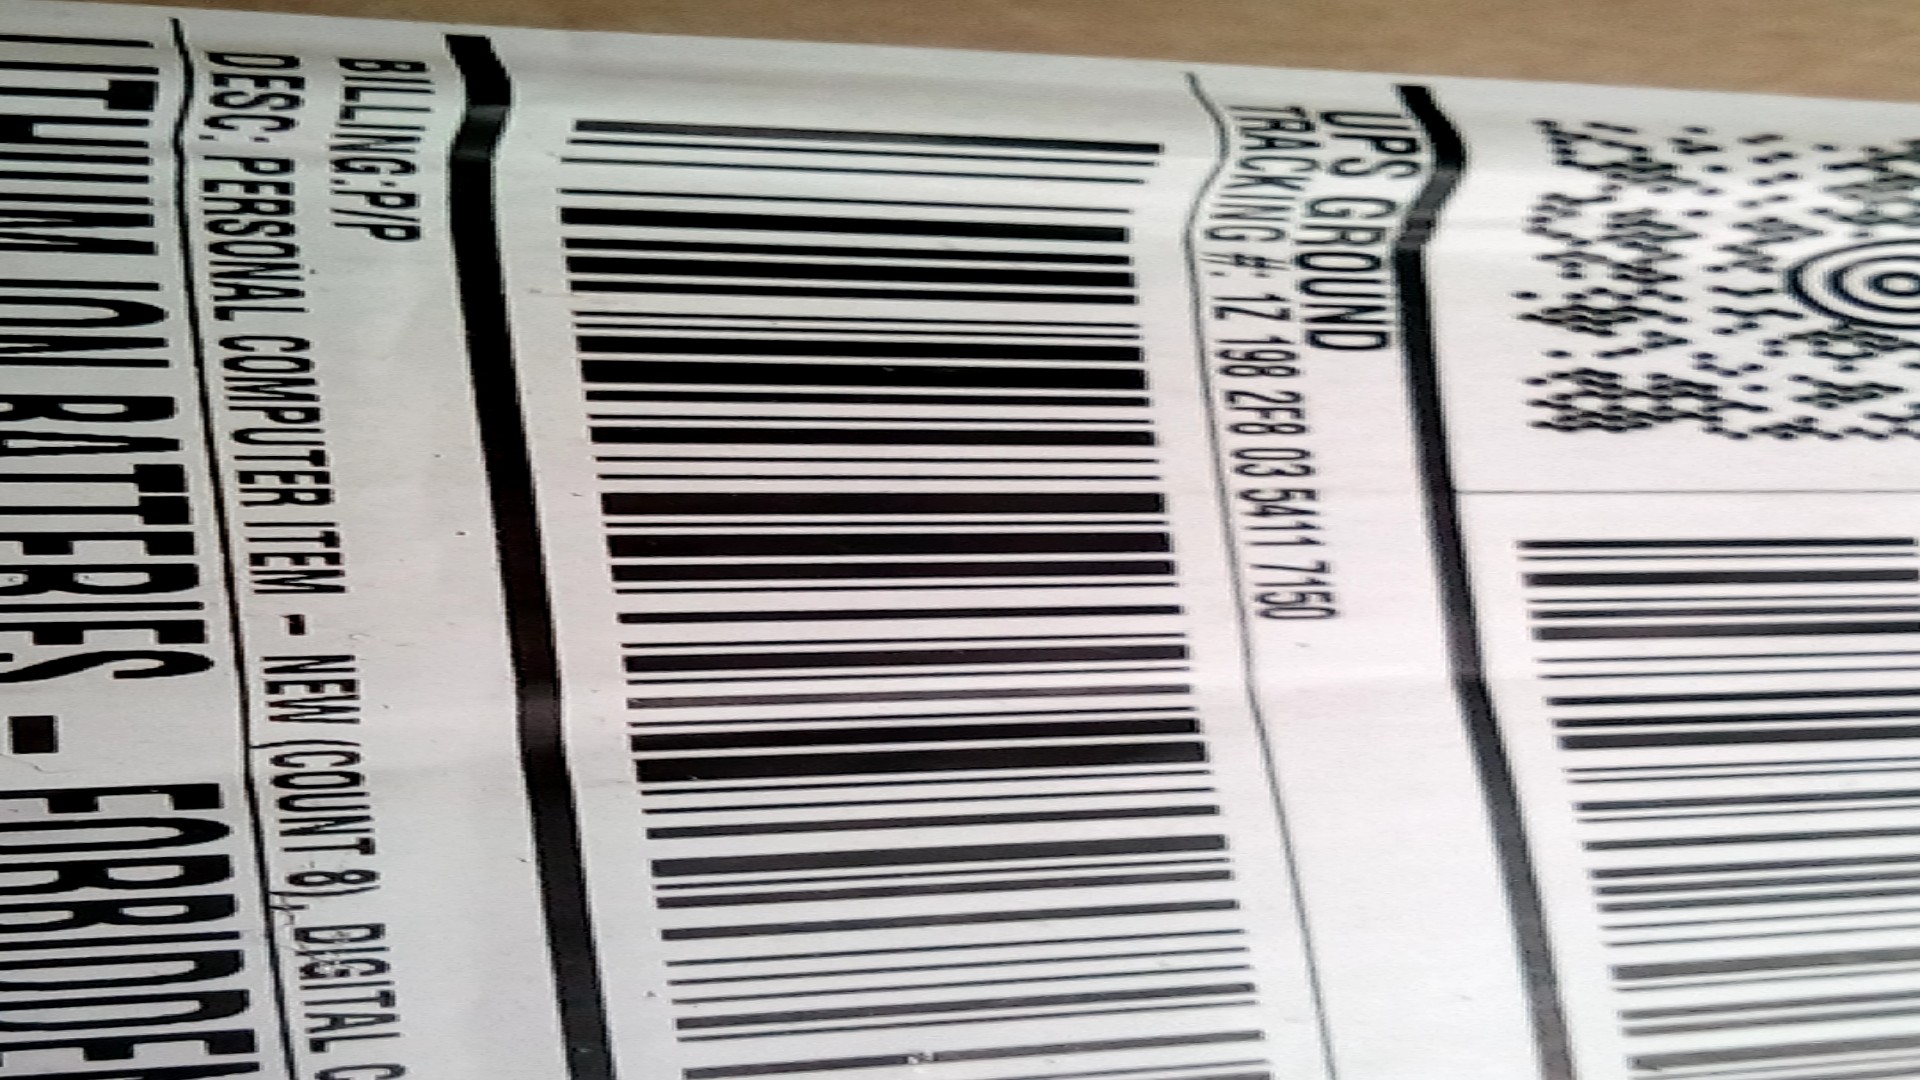 UPS GROUND
TRACKING #: 1Z 198 2F8 03 5411 7150
BILLING: P/P
DESC: PERSONAL COMPUTER ITEM - NEW (COUNT 8), DIGITAL C
LITHIUM ION BATTERIES - FORBIDDEN